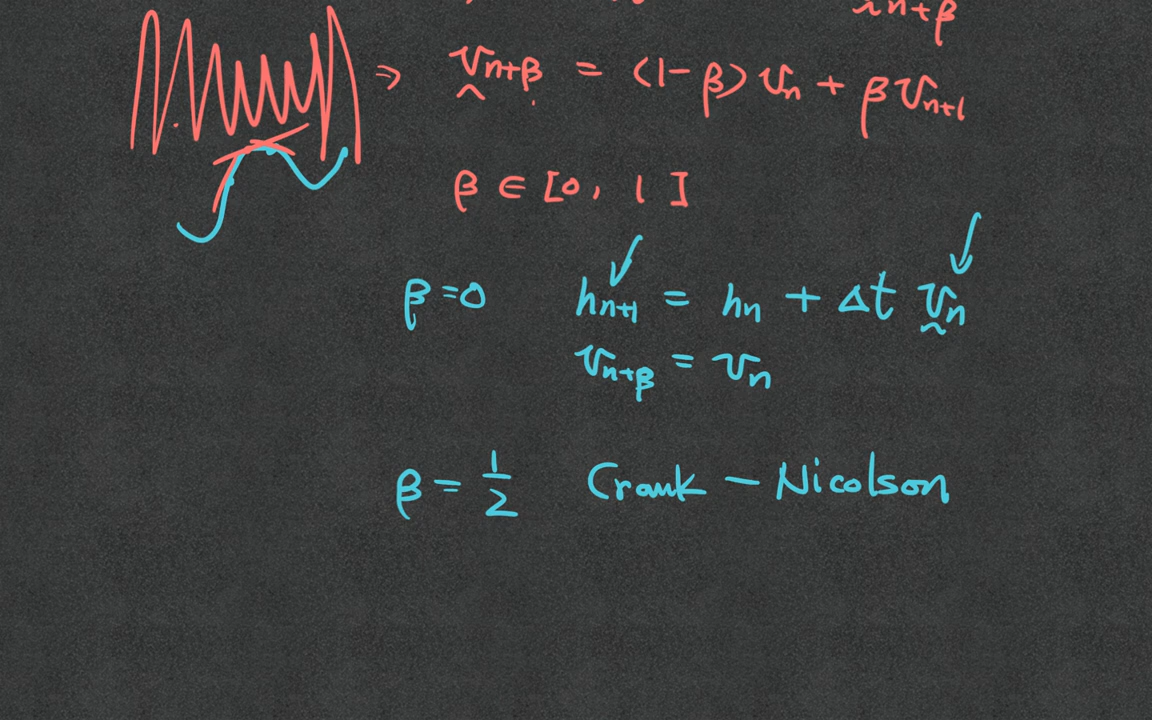 n+β
⇒ v_{n+β} = (1-β) v_n + β v_{n+1}
β ∈ [0, 1]
β=0 h_{n+1} = h_n + Δt v_n
v_{n+β} = v_n
β = 1/2 Crank - Nicolson